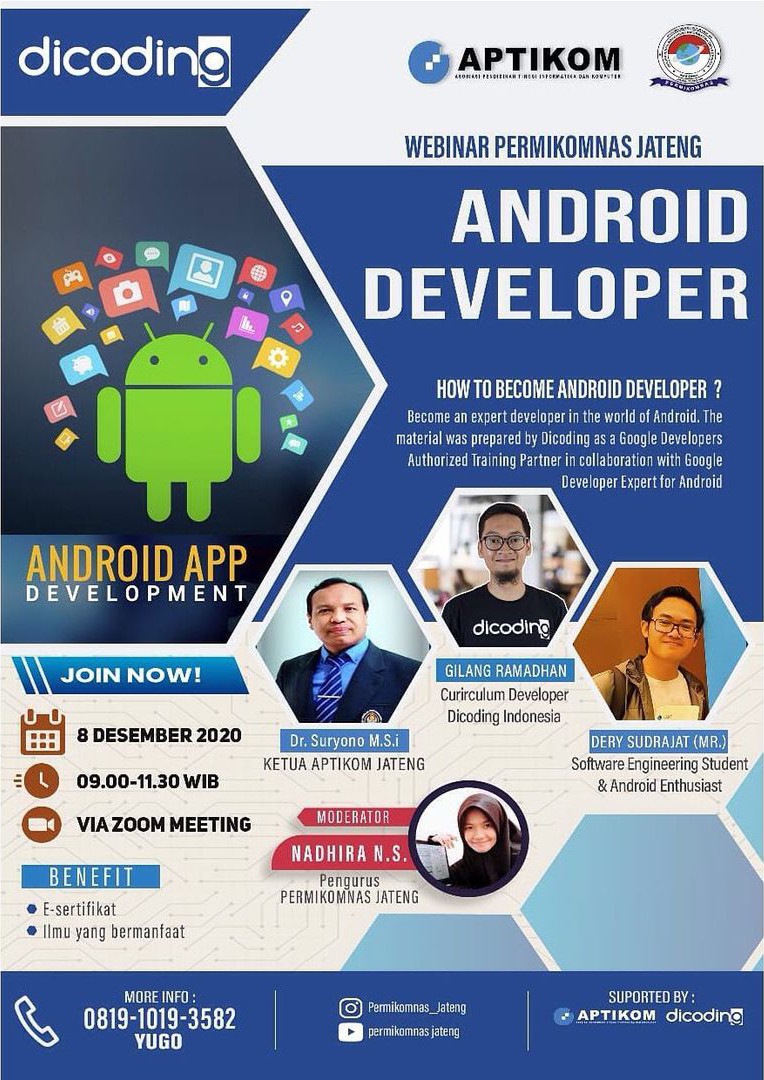 dicoding
APTIKOM
ASOSIASI PENDIDIKAN TINGGI INFORMATIKA DAN KOMPUTER
PERMIKOMNAS
WEBINAR PERMIKOMNAS JATENG
ANDROID
DEVELOPER
HOW TO BECOME ANDROID DEVELOPER ?
Become an expert developer in the world of Android. The
material was prepared by Dicoding as a Google Developers
Authorized Training Partner in collaboration with Google
Developer Expert for Android
ANDROID APP
DEVELOPMENT
dicoding
JOIN NOW!
8 DESEMBER 2020
09.00-11.30 WIB
VIA ZOOM MEETING
BENEFIT
E-sertifikat
Ilmu yang bermanfaat
Dr. Suryono M.S.i
KETUA APTIKOM JATENG
GILANG RAMADHAN
Curirculum Developer
Dicoding Indonesia
DERY SUDRAJAT (MR.)
Software Engineering Student
& Android Enthusiast
MODERATOR
NADHIRA N.S.
Pengurus
PERMIKOMNAS JATENG
MORE INFO :
0819-1019-3582
YUGO
Permikomnas_Jateng
permikomnas jateng
SUPORTED BY :
APTIKOM
dicoding